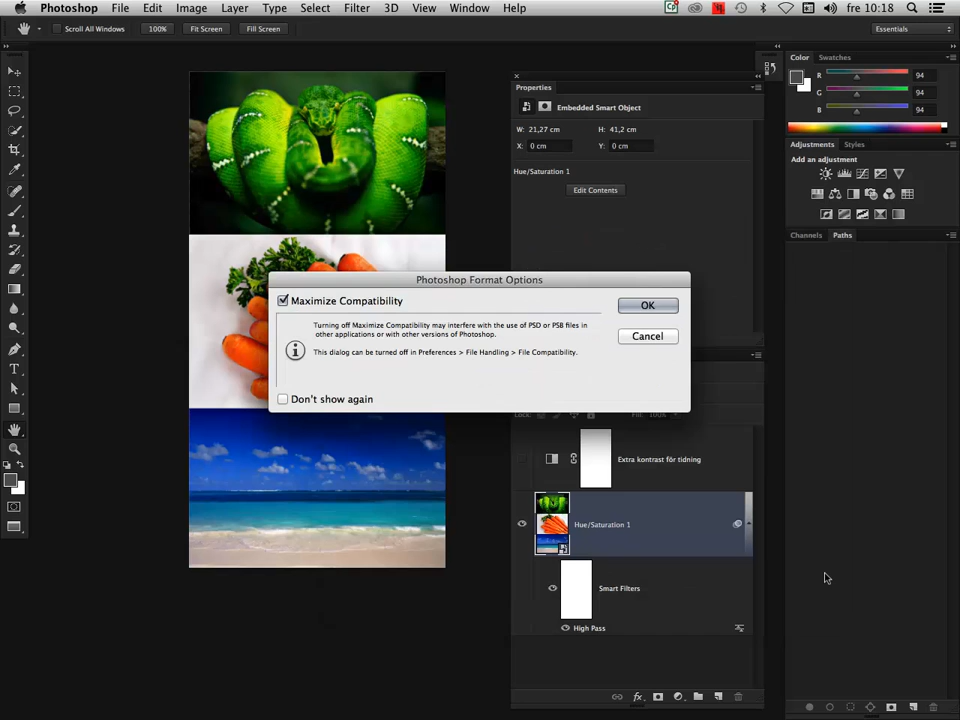 Photoshop File Edit Image Layer Type Select Filter 3D View Window Help fre 10:18
Scroll All Windows 100% Fit Screen Fill Screen Essentials
Color Swatches
R 94
G 94
B 94
Properties
Embedded Smart Object
W: 21,27 cm H: 41,2 cm
X: 0 cm Y: 0 cm
Hue/Saturation 1
Edit Contents
Adjustments Styles
Add an adjustment
Channels Paths
Photoshop Format Options
Maximize Compatibility
Turning off Maximize Compatibility may interfere with the use of PSD or PSB files in
other applications or with other versions of Photoshop.
This dialog can be turned off in Preferences > File Handling > File Compatibility.
Don't show again
OK
Cancel
Lock: Fill: 100%
Extra kontrast för tidning
Hue/Saturation 1
Smart Filters
High Pass
fx